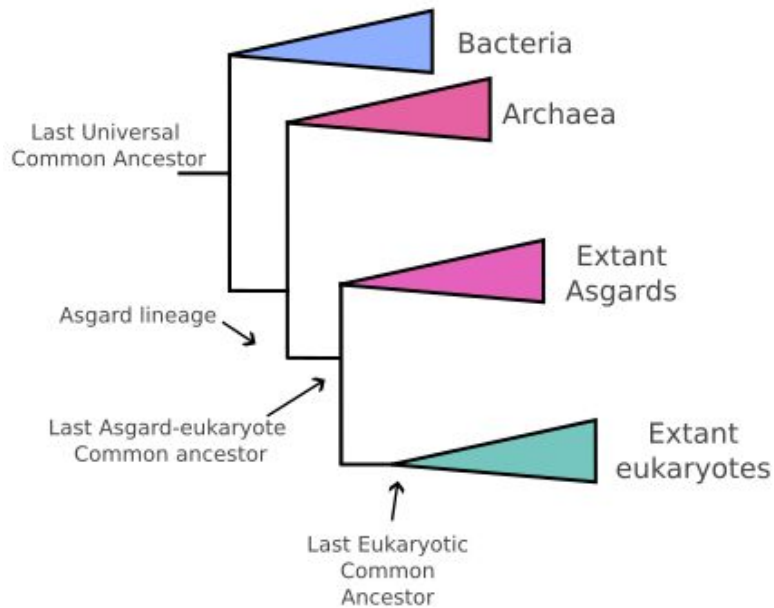 Bacteria
Archaea
Last Universal
Common Ancestor
Extant
Asgards
Asgard lineage
Last Asgard-eukaryote
Common ancestor
Extant
eukaryotes
Last Eukaryotic
Common
Ancestor